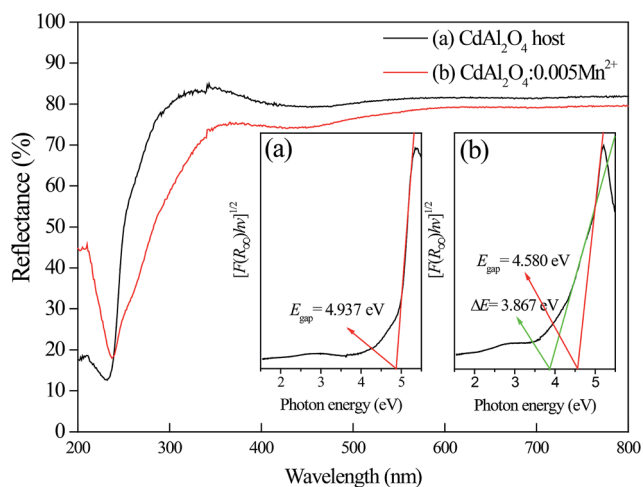 100
90
80
70
60
50
40
30
20
10
0
Reflectance (%)
200 300 400 500 600 700 800
Wavelength (nm)
(a) CdAl₂O₄ host
(b) CdAl₂O₄:0.005Mn²⁺
(a)
[F(R∞)hν]^1/2
E_gap = 4.937 eV
2 3 4 5
Photon energy (eV)
(b)
[F(R∞)hν]^1/2
E_gap = 4.580 eV
ΔE = 3.867 eV
2 3 4 5
Photon energy (eV)